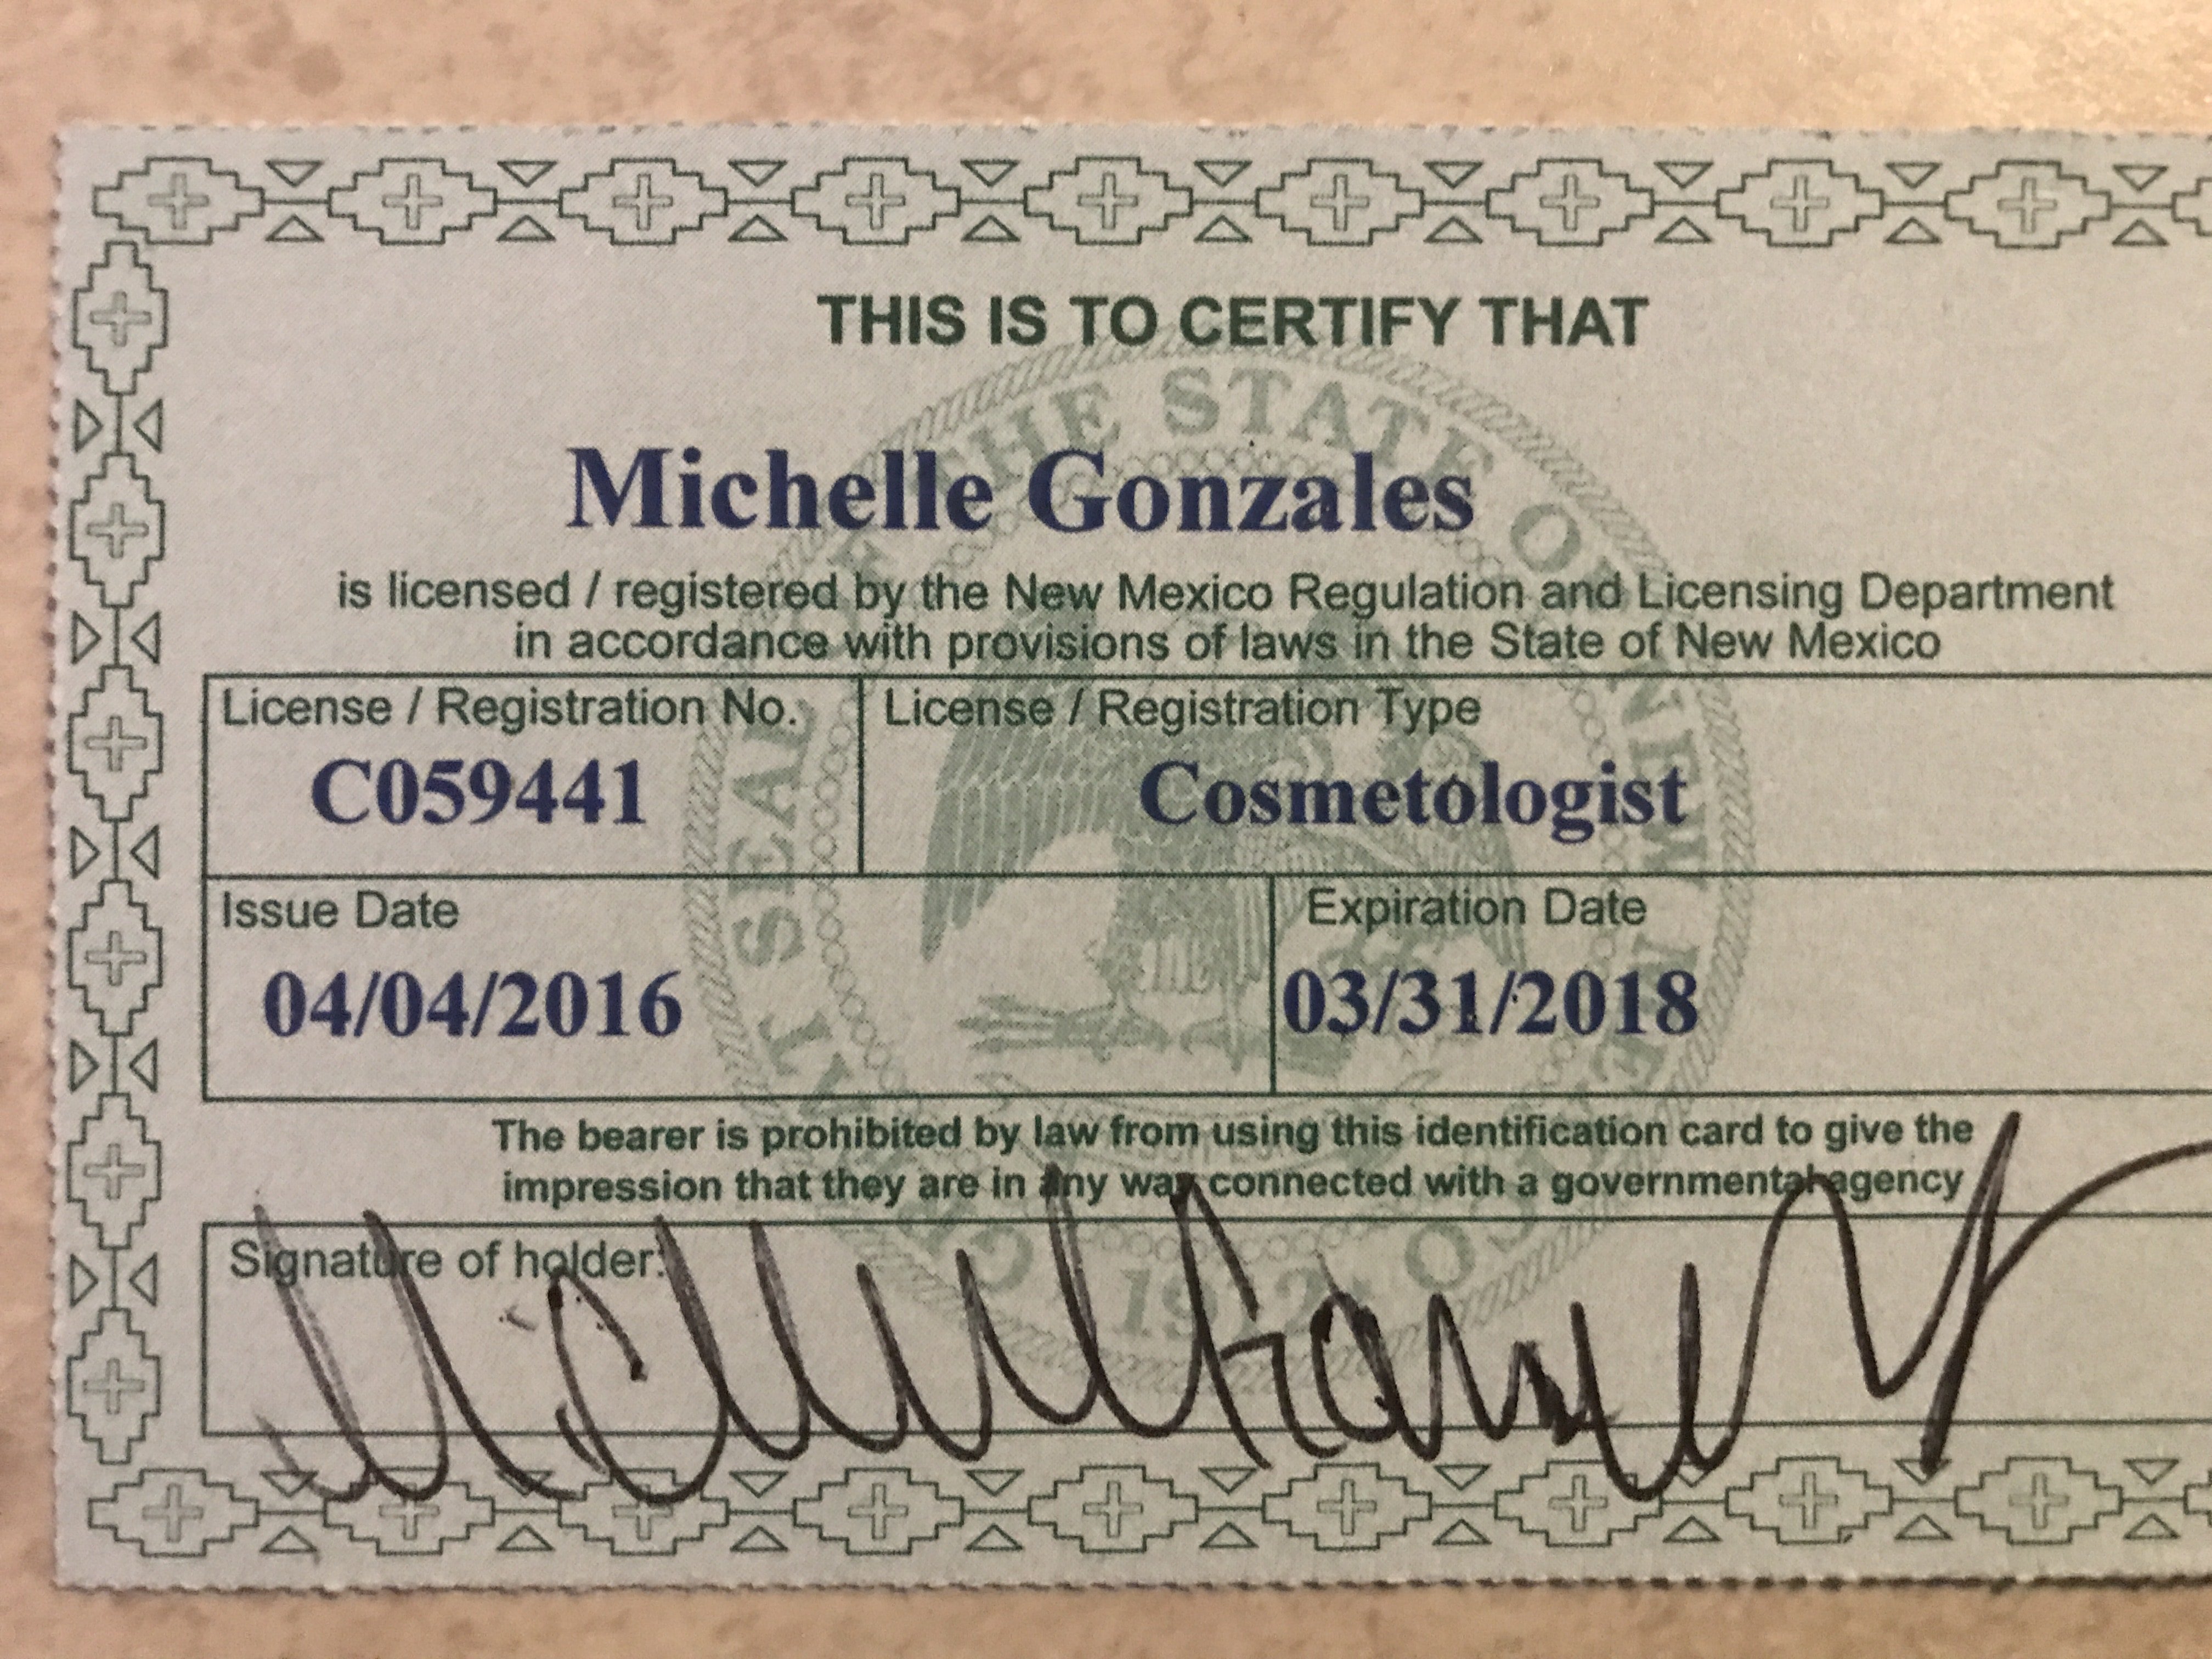 THIS IS TO CERTIFY THAT
Michelle Gonzales
is licensed / registered by the New Mexico Regulation and Licensing Department
in accordance with provisions of laws in the State of New Mexico
License / Registration No.
License / Registration Type
C059441
Cosmetologist
Issue Date
Expiration Date
04/04/2016
03/31/2018
The bearer is prohibited by law from using this identification card to give the
impression that they are in any way connected with a governmental agency
Signature of holder:
GREAT SEAL OF THE STATE OF NEW MEXICO
1912